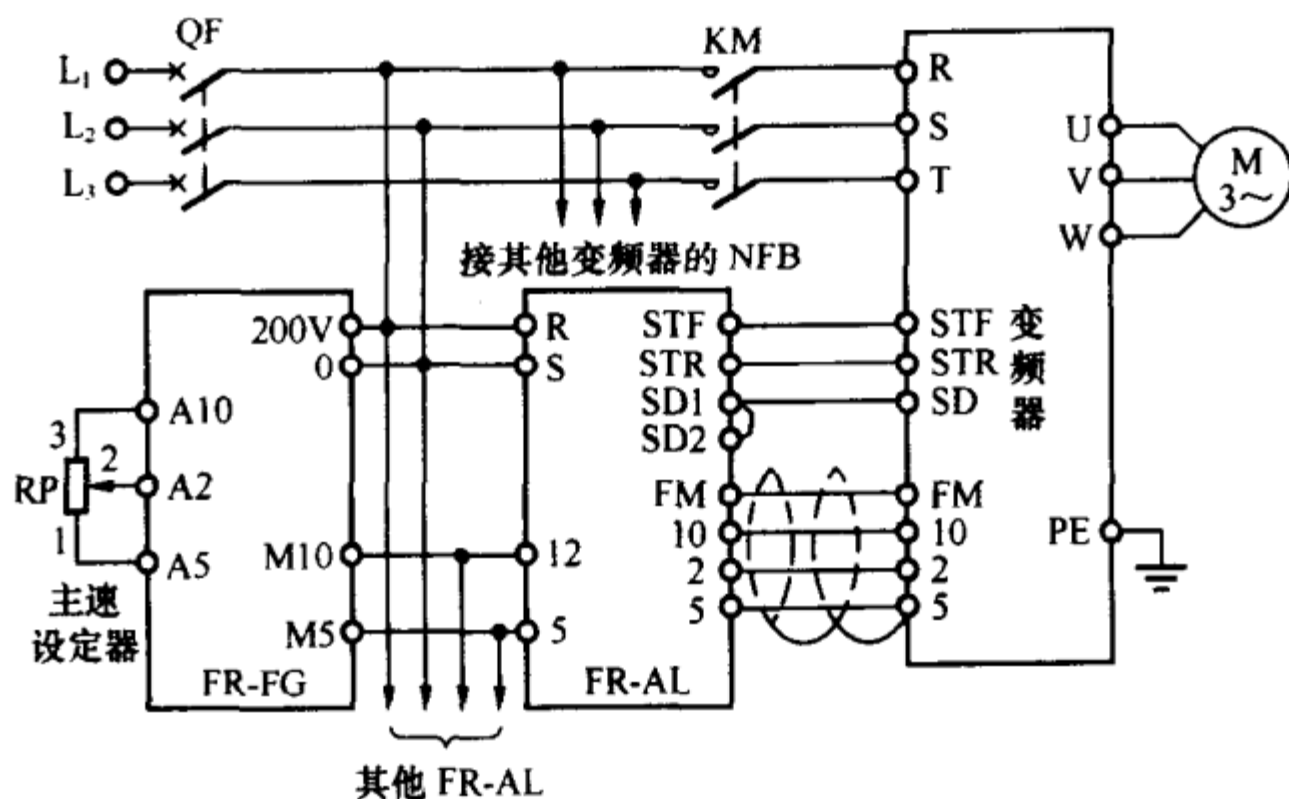 QF
KM
L₁
L₂
L₃
R
S
T
U
V
W
M
3～
接其他变频器的 NFB
200V
0
R
S
STF
STR
SD1
SD2
STF
STR
SD
变频器
A10
A2
A5
3
2
1
RP
主速
设定器
M10
M5
12
5
FM
10
2
5
FM
10
2
5
PE
FR-FG
FR-AL
其他 FR-AL